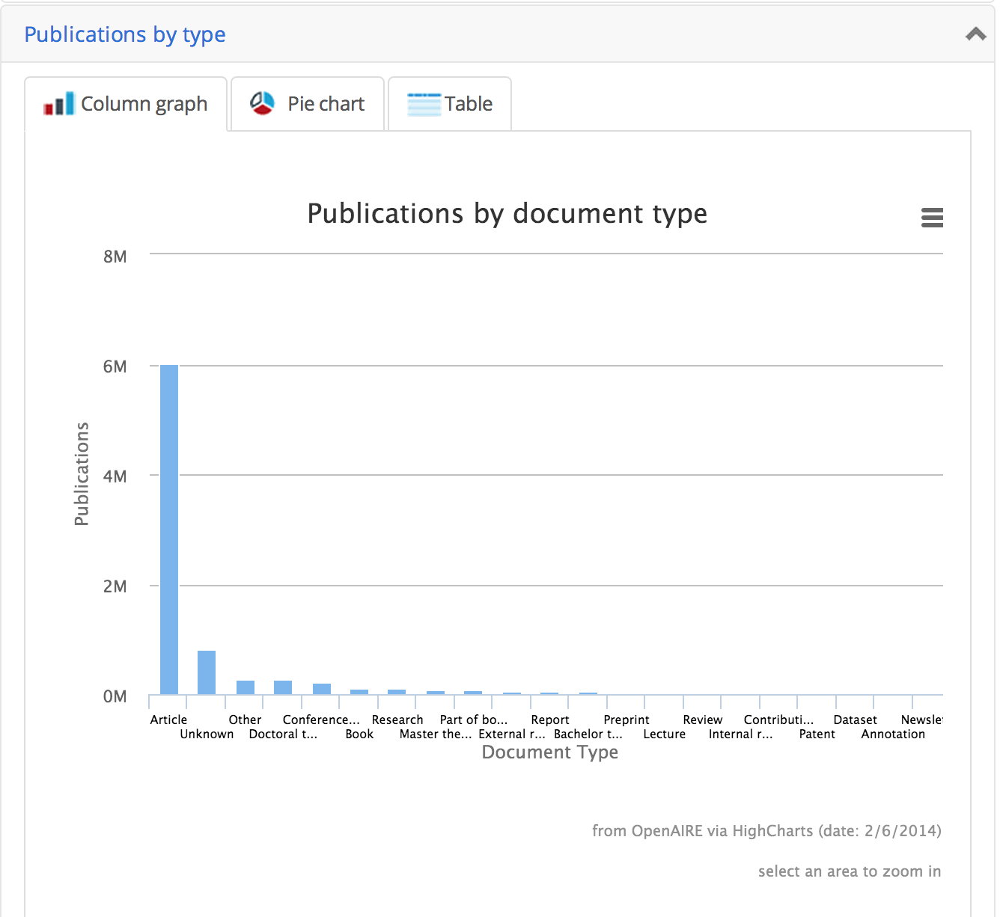 Publications by type
Column graph
Pie chart
Table
Publications by document type
8M
6M
4M
2M
0M
Publications
Article
Unknown
Other
Doctoral t...
Conference...
Book
Research
Master the...
Part of bo...
External r...
Report
Bachelor t...
Preprint
Lecture
Review
Internal r...
Contributi...
Patent
Dataset
Annotation
Newsle
Document Type
from OpenAIRE via HighCharts (date: 2/6/2014)
select an area to zoom in